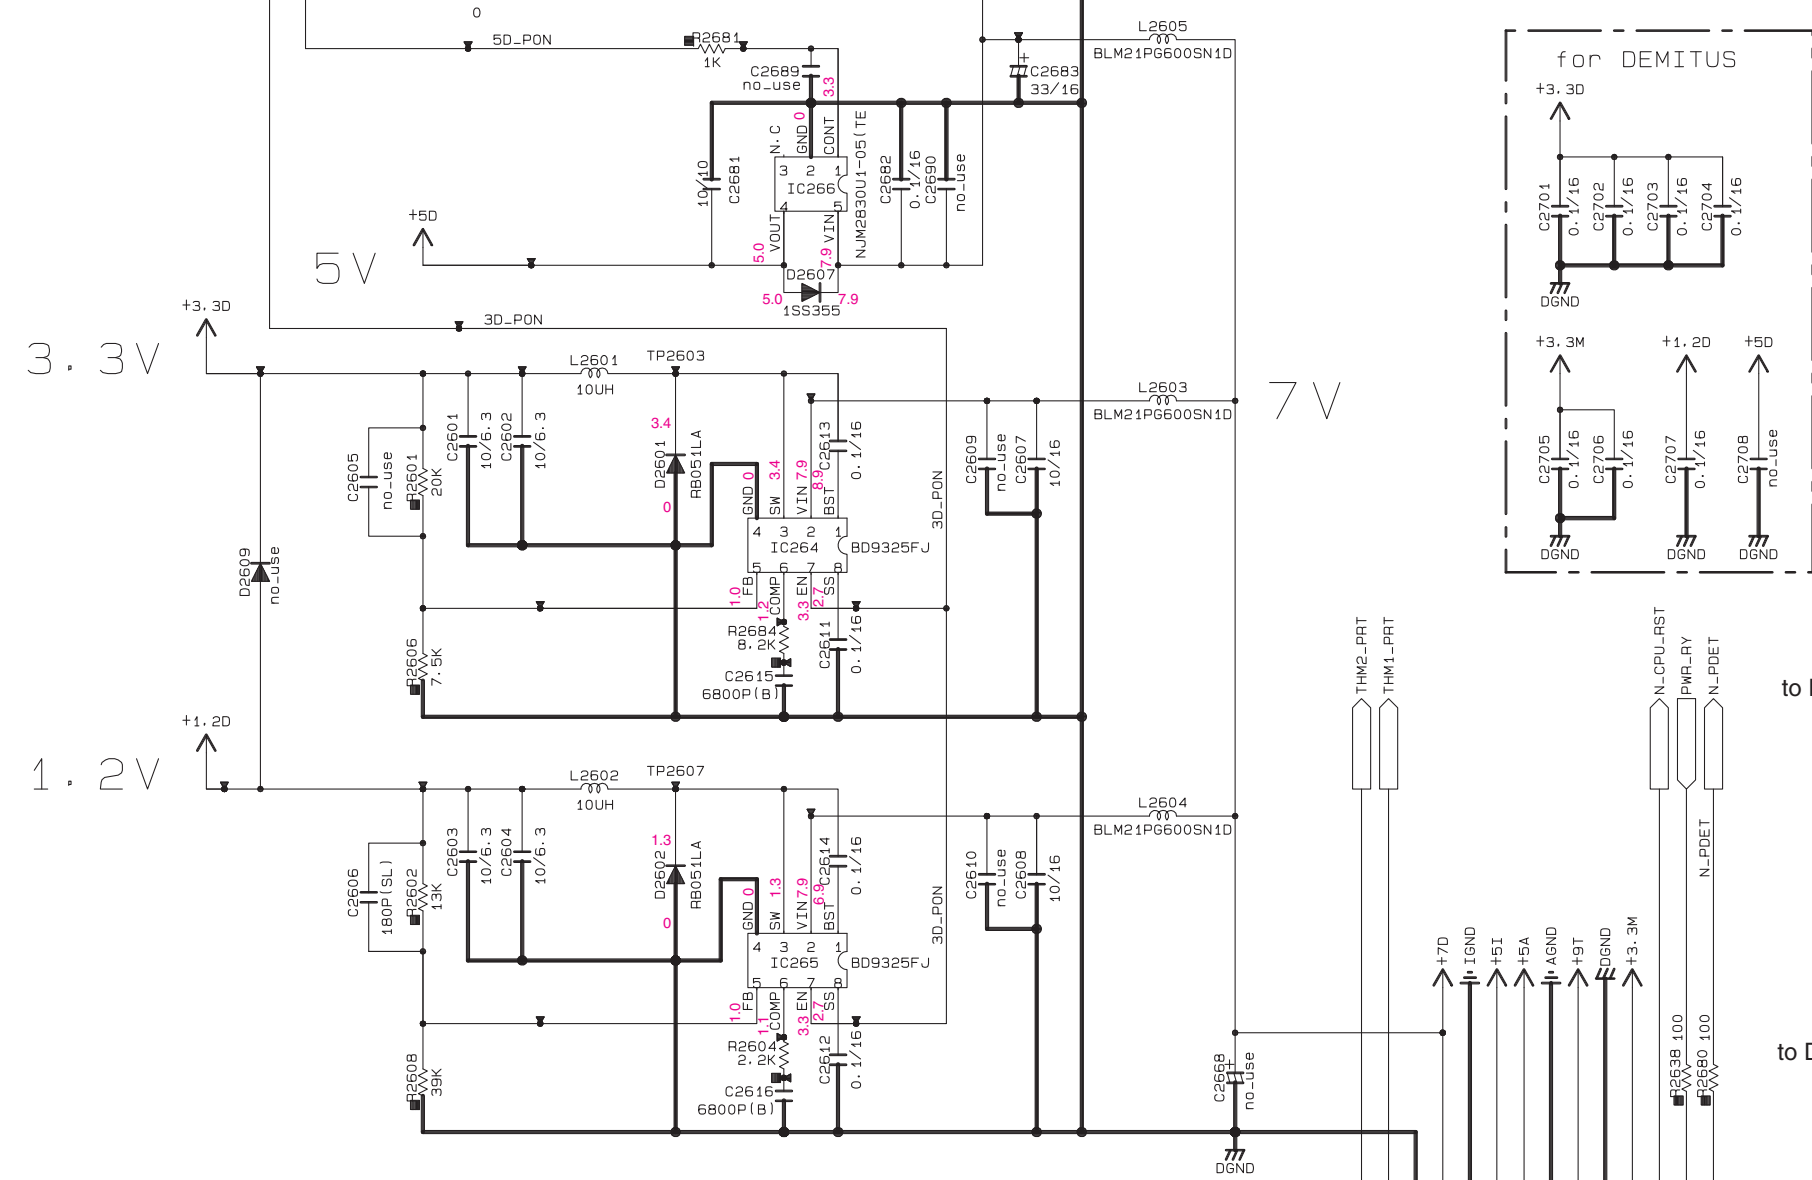 0
5D_PON
R2681
1K
C2689
no_use
3.3
L2605
BLM21PG600SN1D
C2683
33/16
for DEMITUS
+3.3D
C2701
0.1/16
C2702
0.1/16
C2703
0.1/16
C2704
0.1/16
DGND
N.C
GND
0
CONT
3 2 1
IC266
4 5
NJM2830U1-05(TE
10/10
C2681
C2682
0.1/16
C2690
no_use
VOUT
5.0
VIN
7.9
D2607
5.0
7.9
1SS355
+5D
5V
+3.3D
3.3V
3D_PON
L2601
10UH
TP2603
3.4
D2601
RB051LA
0
C2601
10/6.3
C2602
10/6.3
C2605
no_use
R2601
20K
D2609
no_use
R2606
7.5K
GND
0
SW
3.4
VIN
7.9
8.9
BST
C2613
0.1/16
4 3 2 1
IC264
BD9325FJ
5 6 7 8
FB
1.0
COMP
1.2
EN
3.3
SS
2.7
R2684
8.2K
C2615
6800P(B)
C2611
0.1/16
3D_PON
C2609
no_use
C2607
10/16
L2603
BLM21PG600SN1D
7V
+3.3M
+1.2D
+5D
C2705
0.1/16
C2706
0.1/16
C2707
0.1/16
C2708
no_use
DGND
DGND
DGND
+1.2D
1.2V
L2602
10UH
TP2607
1.3
D2602
RB051LA
0
C2603
10/6.3
C2604
10/6.3
C2606
180P(SL)
R2602
13K
R2608
39K
GND
0
SW
1.3
VIN
7.9
6.9
BST
C2614
0.1/16
4 3 2 1
IC265
BD9325FJ
5 6 7 8
FB
1.0
COMP
1.1
EN
3.3
SS
2.7
R2604
2.2K
C2616
6800P(B)
C2612
0.1/16
3D_PON
C2610
no_use
C2608
10/16
L2604
BLM21PG600SN1D
C2668
no_use
DGND
THM2_PRT
THM1_PRT
N_CPU_RST
PWR_RY
N_PDET
N_PDET
+7D
IGND
+5I
+5A
AGND
+9T
DGND
+3.3M
R2638 100
R2680 100
to
to D